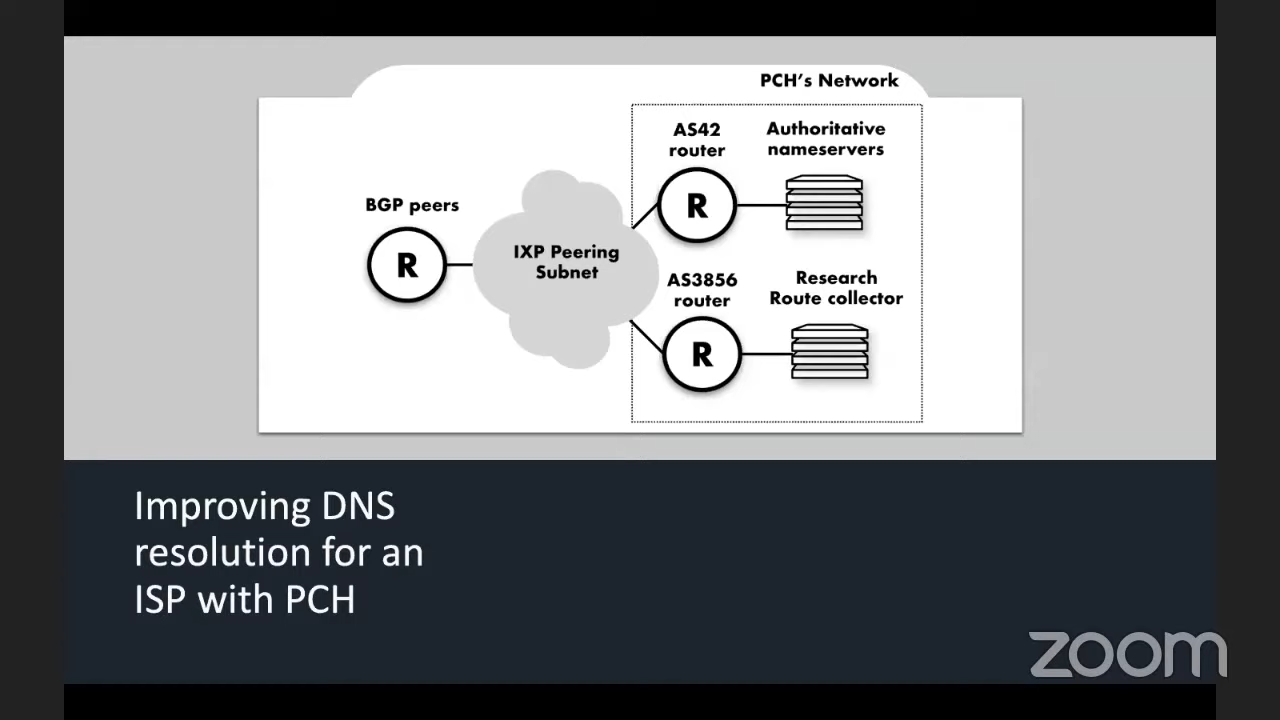 PCH's Network
AS42
router
Authoritative
nameservers
BGP peers
R
R
IXP Peering
Subnet
AS3856
router
Research
Route collector
R
Improving DNS
resolution for an
ISP with PCH
zoom